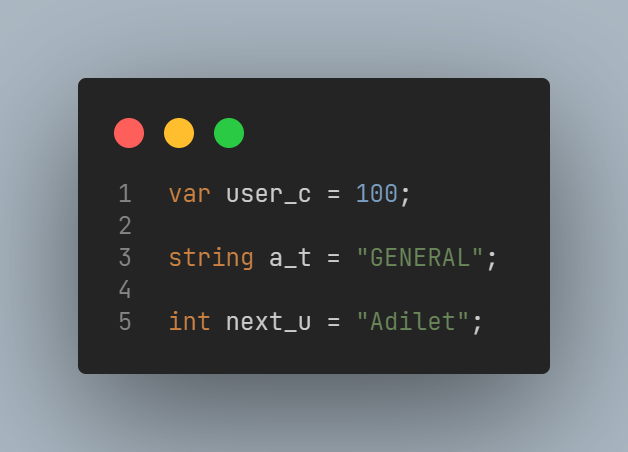 1 var user_c = 100;
2
3 string a_t = "GENERAL";
4
5 int next_u = "Adilet";